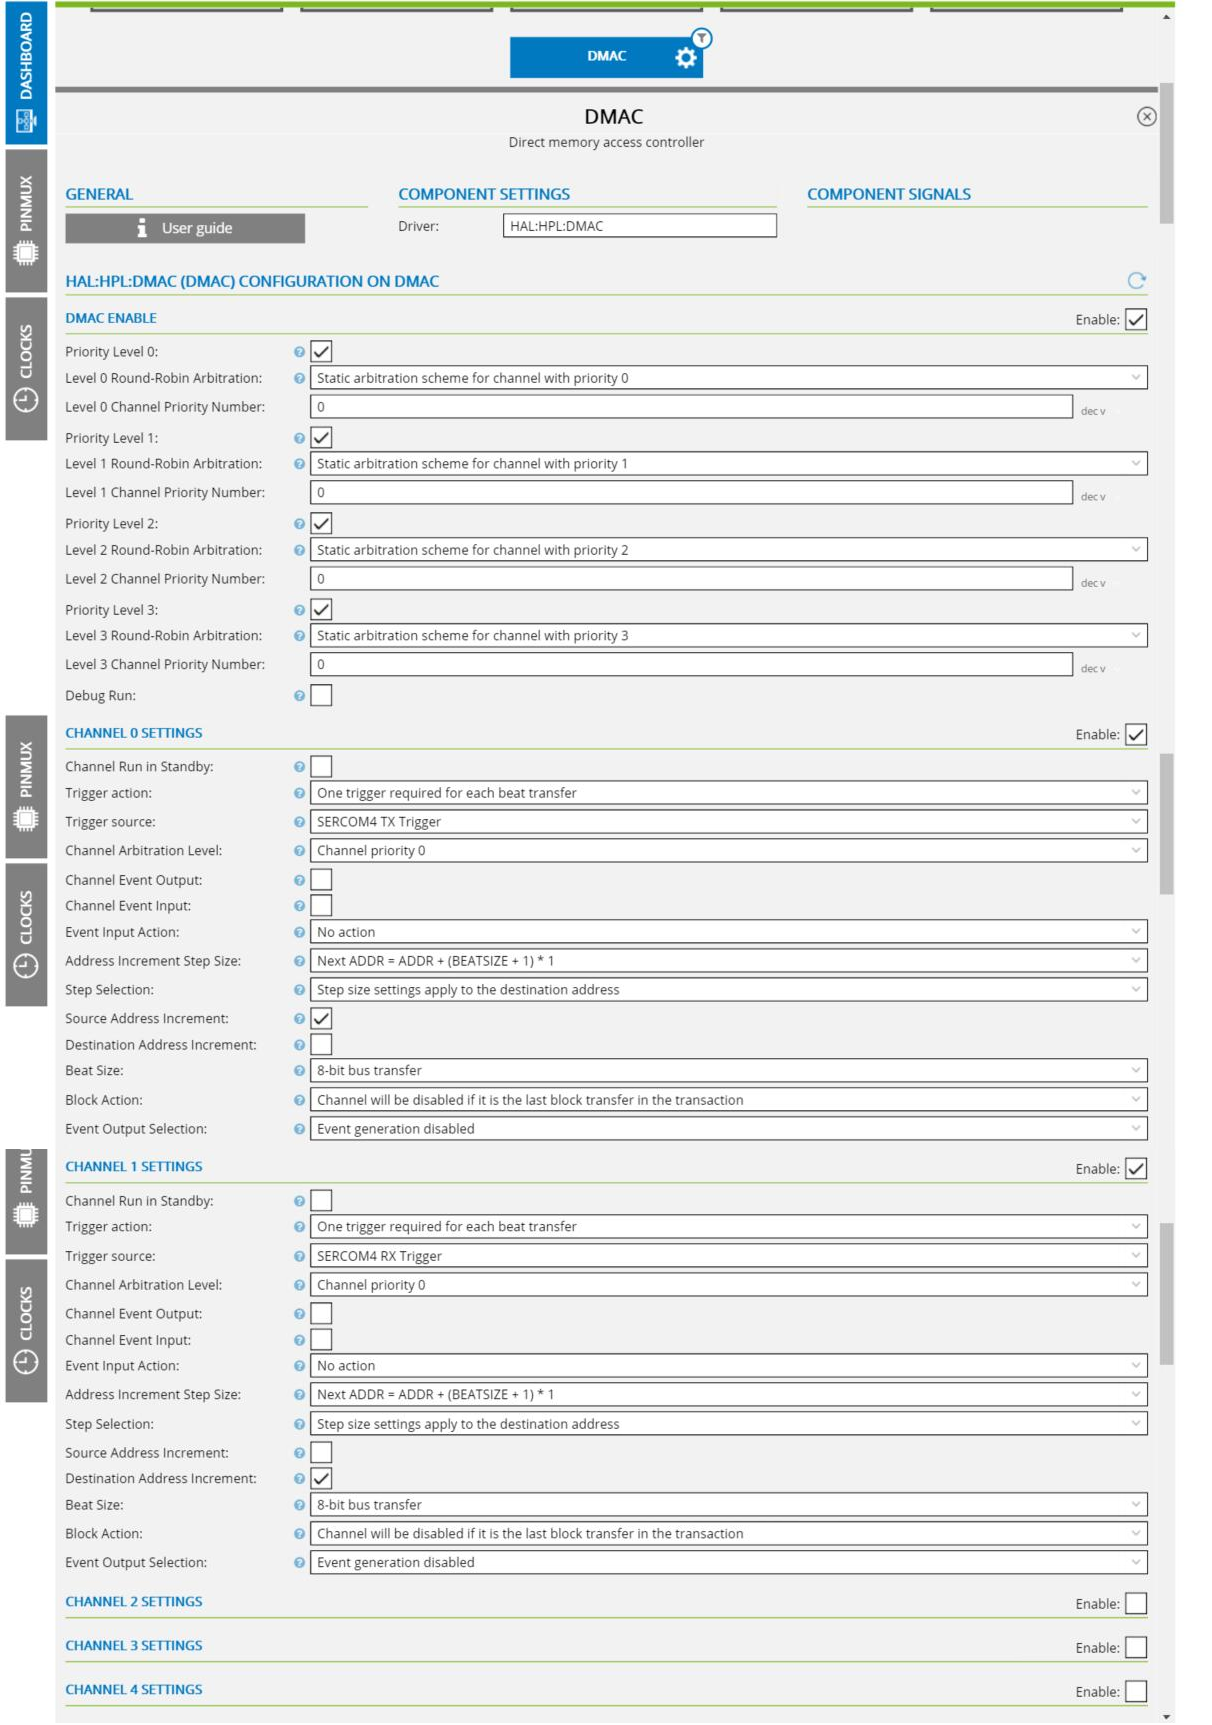 DASHBOARD
PINMUX
CLOCKS
DMAC
DMAC
Direct memory access controller
GENERAL
COMPONENT SETTINGS
COMPONENT SIGNALS
User guide
Driver: HAL:HPL:DMAC
HAL:HPL:DMAC (DMAC) CONFIGURATION ON DMAC
DMAC ENABLE Enable:
Priority Level 0:
Level 0 Round-Robin Arbitration: Static arbitration scheme for channel with priority 0
Level 0 Channel Priority Number: 0 dec v
Priority Level 1:
Level 1 Round-Robin Arbitration: Static arbitration scheme for channel with priority 1
Level 1 Channel Priority Number: 0 dec v
Priority Level 2:
Level 2 Round-Robin Arbitration: Static arbitration scheme for channel with priority 2
Level 2 Channel Priority Number: 0 dec v
Priority Level 3:
Level 3 Round-Robin Arbitration: Static arbitration scheme for channel with priority 3
Level 3 Channel Priority Number: 0 dec v
Debug Run:
PINMUX
CLOCKS
CHANNEL 0 SETTINGS Enable:
Channel Run in Standby:
Trigger action: One trigger required for each beat transfer
Trigger source: SERCOM4 TX Trigger
Channel Arbitration Level: Channel priority 0
Channel Event Output:
Channel Event Input:
Event Input Action: No action
Address Increment Step Size: Next ADDR = ADDR + (BEATSIZE + 1) * 1
Step Selection: Step size settings apply to the destination address
Source Address Increment:
Destination Address Increment:
Beat Size: 8-bit bus transfer
Block Action: Channel will be disabled if it is the last block transfer in the transaction
Event Output Selection: Event generation disabled
PINMU
CLOCKS
CHANNEL 1 SETTINGS Enable:
Channel Run in Standby:
Trigger action: One trigger required for each beat transfer
Trigger source: SERCOM4 RX Trigger
Channel Arbitration Level: Channel priority 0
Channel Event Output:
Channel Event Input:
Event Input Action: No action
Address Increment Step Size: Next ADDR = ADDR + (BEATSIZE + 1) * 1
Step Selection: Step size settings apply to the destination address
Source Address Increment:
Destination Address Increment:
Beat Size: 8-bit bus transfer
Block Action: Channel will be disabled if it is the last block transfer in the transaction
Event Output Selection: Event generation disabled
CHANNEL 2 SETTINGS Enable:
CHANNEL 3 SETTINGS Enable:
CHANNEL 4 SETTINGS Enable: